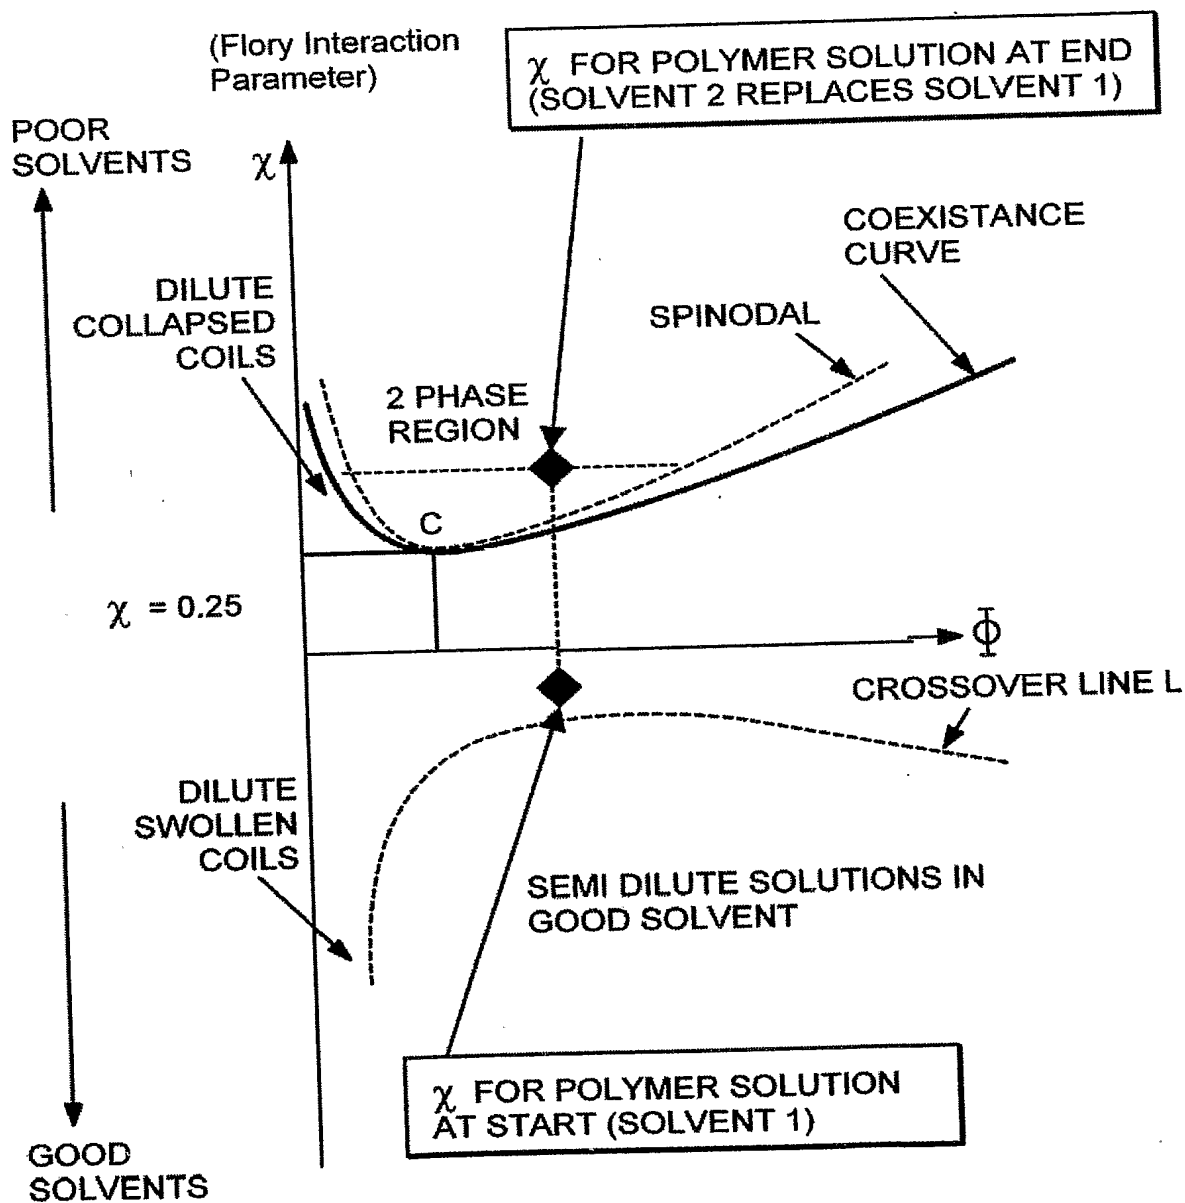 (Flory Interaction
Parameter)
χ FOR POLYMER SOLUTION AT END
(SOLVENT 2 REPLACES SOLVENT 1)
POOR
SOLVENTS
χ
COEXISTANCE
CURVE
DILUTE
COLLAPSED
COILS
SPINODAL
2 PHASE
REGION
C
χ = 0.25
Φ
CROSSOVER LINE L
DILUTE
SWOLLEN
COILS
SEMI DILUTE SOLUTIONS IN
GOOD SOLVENT
χ FOR POLYMER SOLUTION
AT START (SOLVENT 1)
GOOD
SOLVENTS